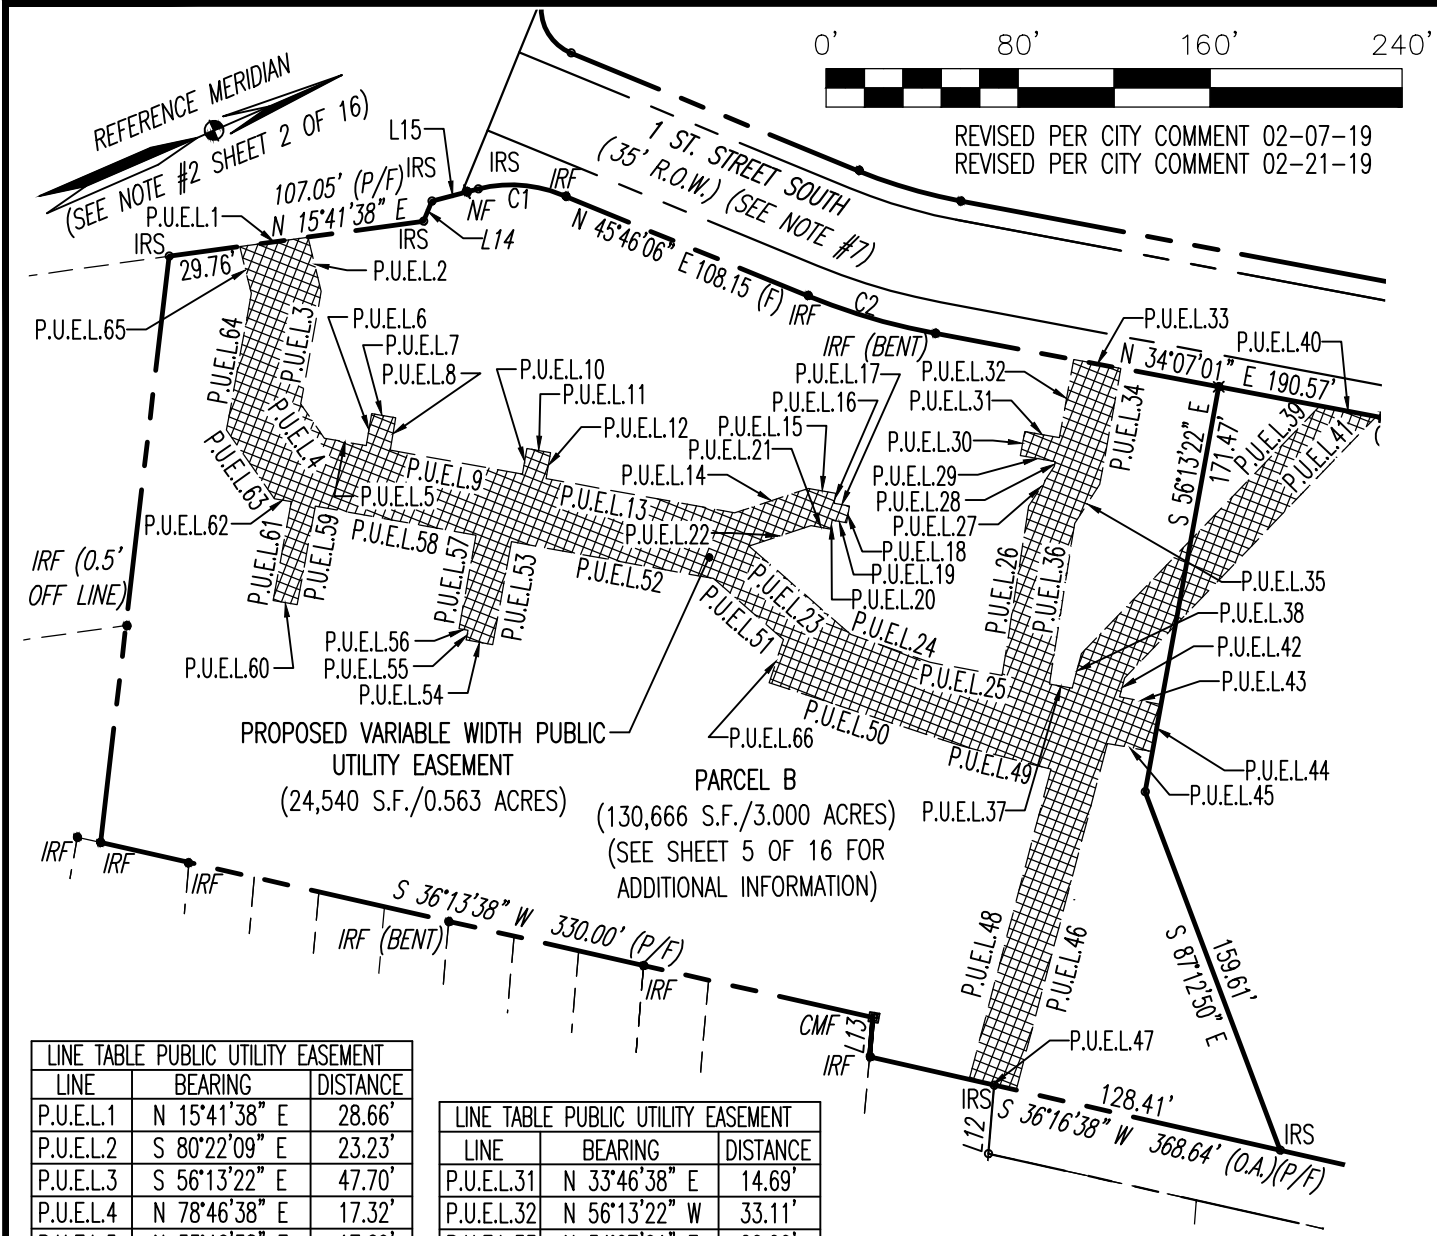 0' 80' 160' 240'
REVISED PER CITY COMMENT 02-07-19
REVISED PER CITY COMMENT 02-21-19
REFERENCE MERIDIAN
(SEE NOTE #2 SHEET 2 OF 16)
1 ST. STREET SOUTH
(35' R.O.W.) (SEE NOTE #7)
L15
IRS
IRS
IRF
NF
C1
L14
IRS
107.05' (P/F)
N 15°41'38" E
P.U.E.L.1
IRS
29.76'
P.U.E.L.2
N 45°46'06" E 108.15 (F)
IRF
C2
IRF (BENT)
P.U.E.L.65
P.U.E.L.64
P.U.E.L.3
P.U.E.L.6
P.U.E.L.7
P.U.E.L.8
P.U.E.L.10
P.U.E.L.11
P.U.E.L.12
P.U.E.L.14
P.U.E.L.21
P.U.E.L.15
P.U.E.L.16
P.U.E.L.17
P.U.E.L.32
P.U.E.L.31
P.U.E.L.30
P.U.E.L.29
P.U.E.L.28
P.U.E.L.27
P.U.E.L.33
N 34°07'01" E 190.57'
P.U.E.L.40
P.U.E.L.34
S 56°13'22" E
171.47'
P.U.E.L.39
P.U.E.L.41
P.U.E.L.4
P.U.E.L.63
P.U.E.L.5
P.U.E.L.9
P.U.E.L.13
P.U.E.L.22
P.U.E.L.18
P.U.E.L.19
P.U.E.L.20
P.U.E.L.62
P.U.E.L.61
P.U.E.L.59
P.U.E.L.58
P.U.E.L.57
P.U.E.L.53
P.U.E.L.52
P.U.E.L.51
P.U.E.L.23
P.U.E.L.24
P.U.E.L.25
P.U.E.L.26
P.U.E.L.36
P.U.E.L.35
P.U.E.L.38
P.U.E.L.42
P.U.E.L.43
P.U.E.L.44
P.U.E.L.45
IRF (0.5'
OFF LINE)
P.U.E.L.60
P.U.E.L.56
P.U.E.L.55
P.U.E.L.54
P.U.E.L.66
P.U.E.L.50
P.U.E.L.49
P.U.E.L.37
PROPOSED VARIABLE WIDTH PUBLIC
UTILITY EASEMENT
(24,540 S.F./0.563 ACRES)
PARCEL B
(130,666 S.F./3.000 ACRES)
(SEE SHEET 5 OF 16 FOR
ADDITIONAL INFORMATION)
IRF
IRF
IRF
S 36°13'38" W 330.00' (P/F)
IRF (BENT)
IRF
P.U.E.L.48
P.U.E.L.46
159.61'
S 87°12'50" E
CMF
L13
IRF
P.U.E.L.47
IRS
L12
128.41'
S 36°16'38" W 368.64' (O.A.)(P/F)
IRS
LINE TABLE PUBLIC UTILITY EASEMENT
LINE BEARING DISTANCE
P.U.E.L.1 N 15°41'38" E 28.66'
P.U.E.L.2 S 80°22'09" E 23.23'
P.U.E.L.3 S 56°13'22" E 47.70'
P.U.E.L.4 N 78°46'38" E 17.32'
LINE TABLE PUBLIC UTILITY EASEMENT
LINE BEARING DISTANCE
P.U.E.L.31 N 33°46'38" E 14.69'
P.U.E.L.32 N 56°13'22" W 33.11'